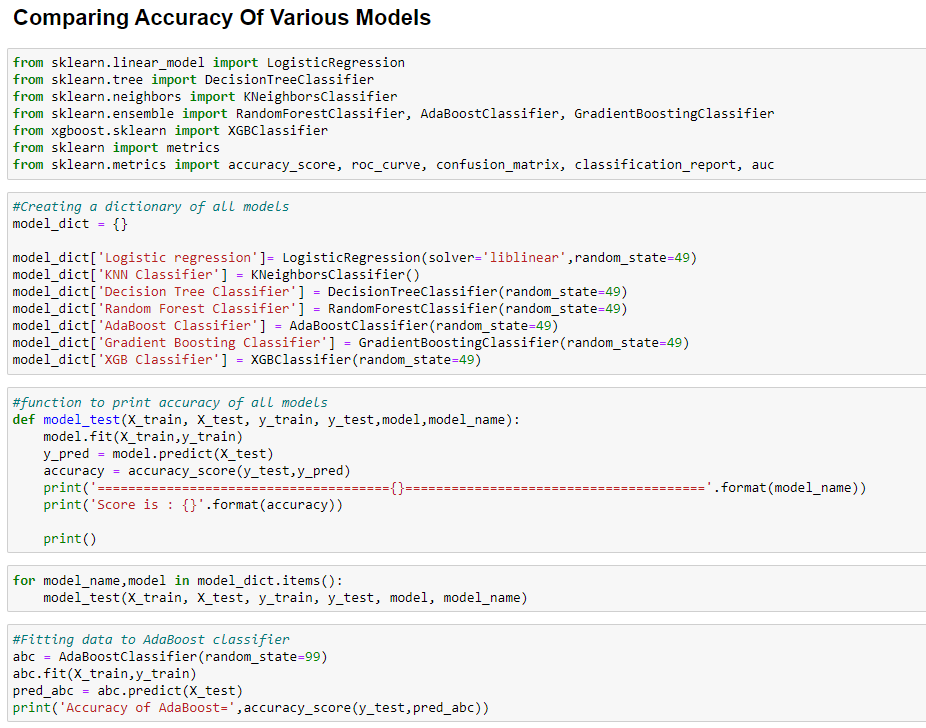 Comparing Accuracy Of Various Models
from sklearn.linear_model import LogisticRegression
from sklearn.tree import DecisionTreeClassifier
from sklearn.neighbors import KNeighborsClassifier
from sklearn.ensemble import RandomForestClassifier, AdaBoostClassifier, GradientBoostingClassifier
from xgboost.sklearn import XGBClassifier
from sklearn import metrics
from sklearn.metrics import accuracy_score, roc_curve, confusion_matrix, classification_report, auc
#Creating a dictionary of all models
model_dict = {}
model_dict['Logistic regression']= LogisticRegression(solver='liblinear',random_state=49)
model_dict['KNN Classifier'] = KNeighborsClassifier()
model_dict['Decision Tree Classifier'] = DecisionTreeClassifier(random_state=49)
model_dict['Random Forest Classifier'] = RandomForestClassifier(random_state=49)
model_dict['AdaBoost Classifier'] = AdaBoostClassifier(random_state=49)
model_dict['Gradient Boosting Classifier'] = GradientBoostingClassifier(random_state=49)
model_dict['XGB Classifier'] = XGBClassifier(random_state=49)
#function to print accuracy of all models
def model_test(X_train, X_test, y_train, y_test,model,model_name):
    model.fit(X_train,y_train)
    y_pred = model.predict(X_test)
    accuracy = accuracy_score(y_test,y_pred)
    print('======================================{}======================================='.format(model_name))
    print('Score is : {}'.format(accuracy))
    print()
for model_name,model in model_dict.items():
    model_test(X_train, X_test, y_train, y_test, model, model_name)
#Fitting data to AdaBoost classifier
abc = AdaBoostClassifier(random_state=99)
abc.fit(X_train,y_train)
pred_abc = abc.predict(X_test)
print('Accuracy of AdaBoost=',accuracy_score(y_test,pred_abc))